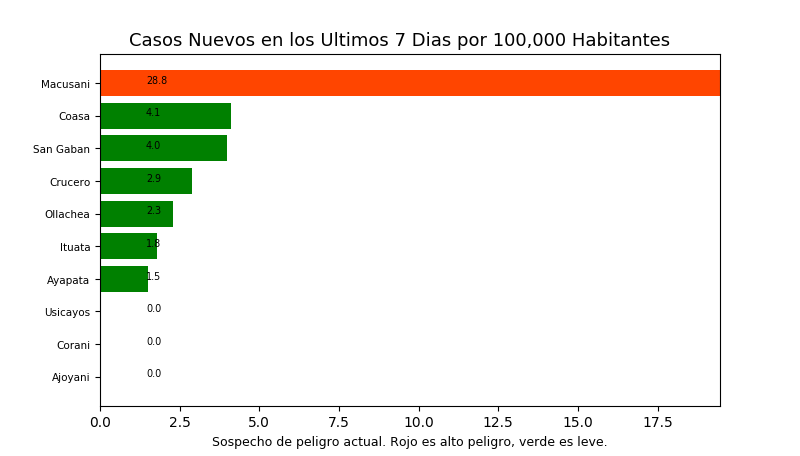 Casos Nuevos en los Ultimos 7 Dias por 100,000 Habitantes
Macusani 28.8
Coasa 4.1
San Gaban 4.0
Crucero 2.9
Ollachea 2.3
Ituata 1.8
Ayapata 1.5
Usicayos 0.0
Corani 0.0
Ajoyani 0.0
0.0 2.5 5.0 7.5 10.0 12.5 15.0 17.5
Sospecho de peligro actual. Rojo es alto peligro, verde es leve.